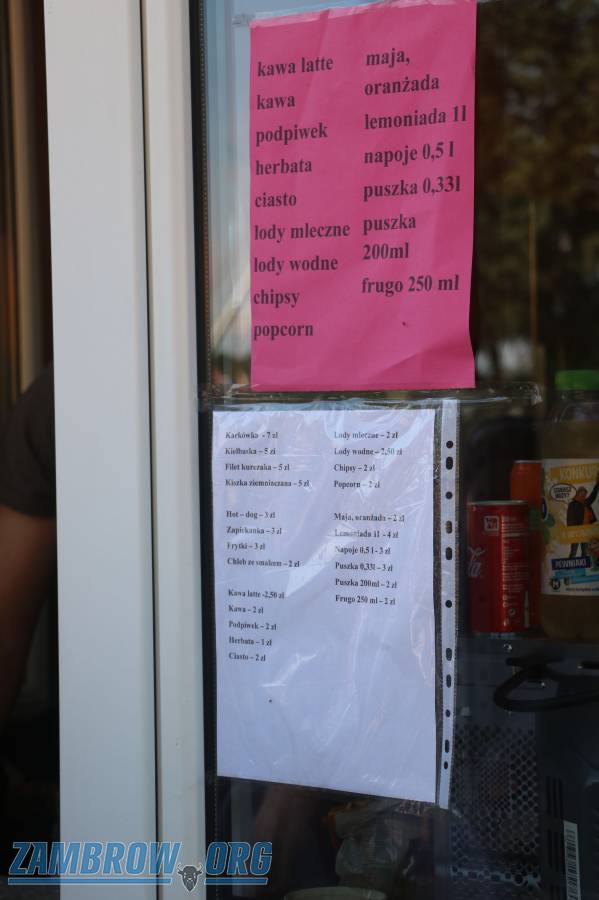 kawa latte
kawa
podpiwek
herbata
ciasto
lody mleczne
lody wodne
chipsy
popcorn
maja,
oranżada
lemoniada 1l
napoje 0,5 l
puszka 0,33l
puszka
200ml
frugo 250 ml
Karkówka - 7 zł
Kiełbaska – 5 zł
Filet kurczaka – 5 zł
Kiszka ziemniaczana – 5 zł
Hot – dog – 3 zł
Zapiekanka – 3 zł
Frytki – 3 zł
Chleb ze smalcem – 2 zł
Kawa latte -2,50 zł
Kawa – 2 zł
Podpiwek – 2 zł
Herbata – 1 zł
Ciasto – 2 zł
Lody mleczne – 2 zł
Lody wodne – 2,50 zł
Chipsy – 2 zł
Popcorn – 2 zł
Maja, oranżada – 2 zł
Lemoniada 1l - 4 zł
Napoje 0,5 l - 3 zł
Puszka 0,33l – 3 zł
Puszka 200ml – 2 zł
Frugo 250 ml – 2 zł
KONKUR
PEWNIAKI
ZAMBROW.ORG